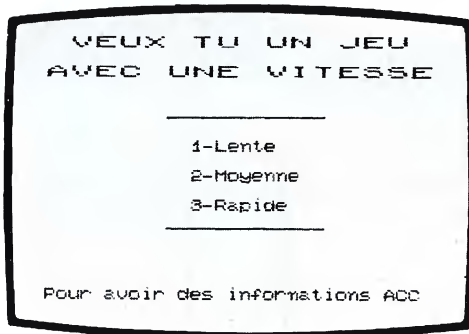 VEUX TU UN JEU
AVEC UNE VITESSE
1-Lente
2-Moyenne
3-Rapide
Pour avoir des informations ACC